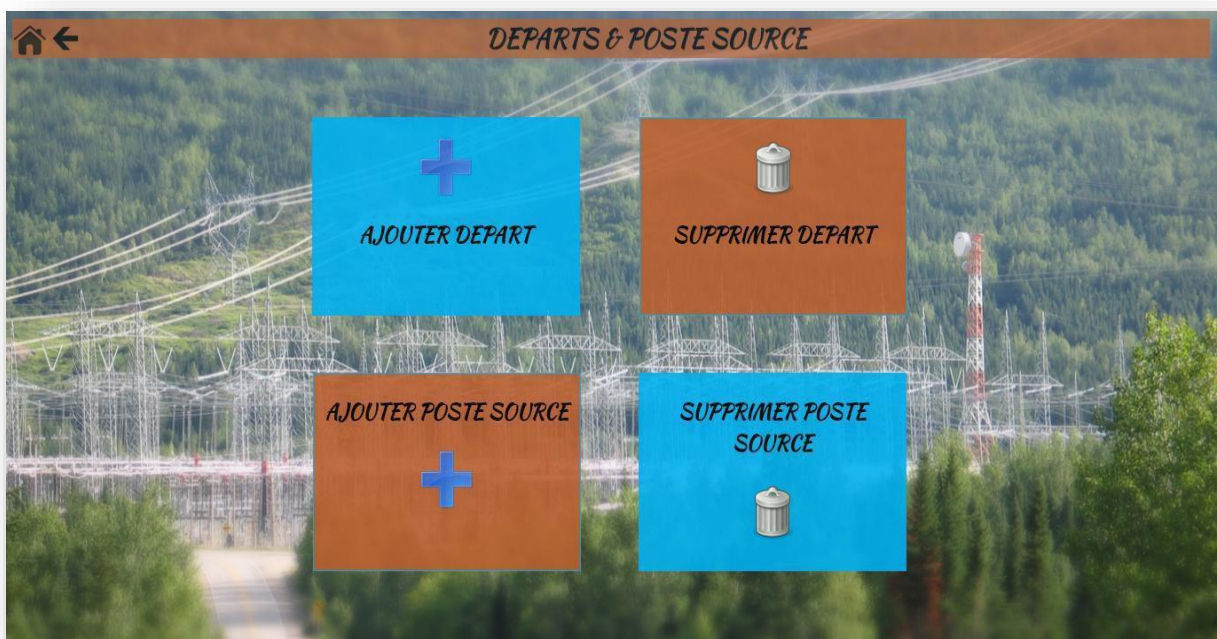 DEPARTS & POSTE SOURCE
AJOUTER DEPART
SUPPRIMER DEPART
AJOUTER POSTE SOURCE
SUPPRIMER POSTE
SOURCE